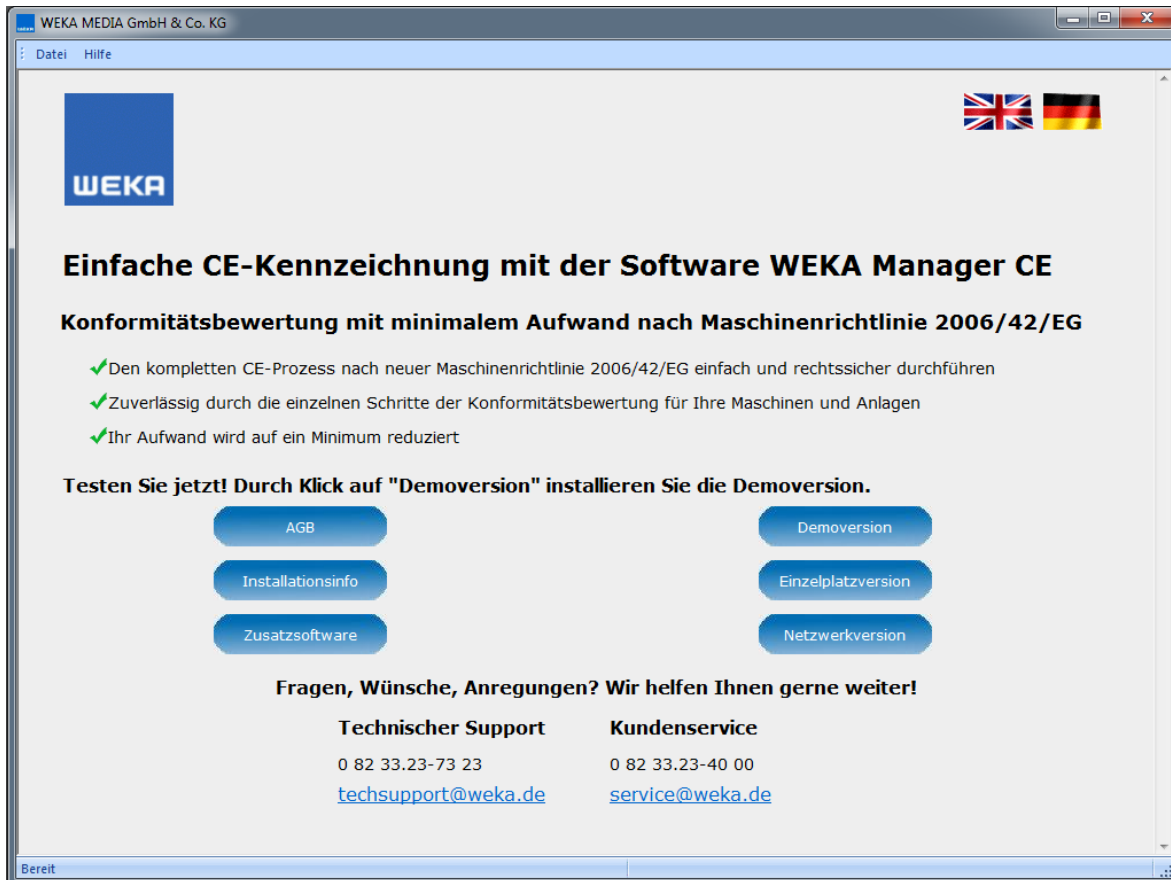 WEKA MEDIA GmbH & Co. KG
Datei Hilfe
WEKA
Einfache CE-Kennzeichnung mit der Software WEKA Manager CE
Konformitätsbewertung mit minimalem Aufwand nach Maschinenrichtlinie 2006/42/EG
Den kompletten CE-Prozess nach neuer Maschinenrichtlinie 2006/42/EG einfach und rechtssicher durchführen
Zuverlässig durch die einzelnen Schritte der Konformitätsbewertung für Ihre Maschinen und Anlagen
Ihr Aufwand wird auf ein Minimum reduziert
Testen Sie jetzt! Durch Klick auf "Demoversion" installieren Sie die Demoversion.
AGB Demoversion
Installationsinfo Einzelplatzversion
Zusatzsoftware Netzwerkversion
Fragen, Wünsche, Anregungen? Wir helfen Ihnen gerne weiter!
Technischer Support Kundenservice
0 82 33.23-73 23 0 82 33.23-40 00
techsupport@weka.de service@weka.de
Bereit